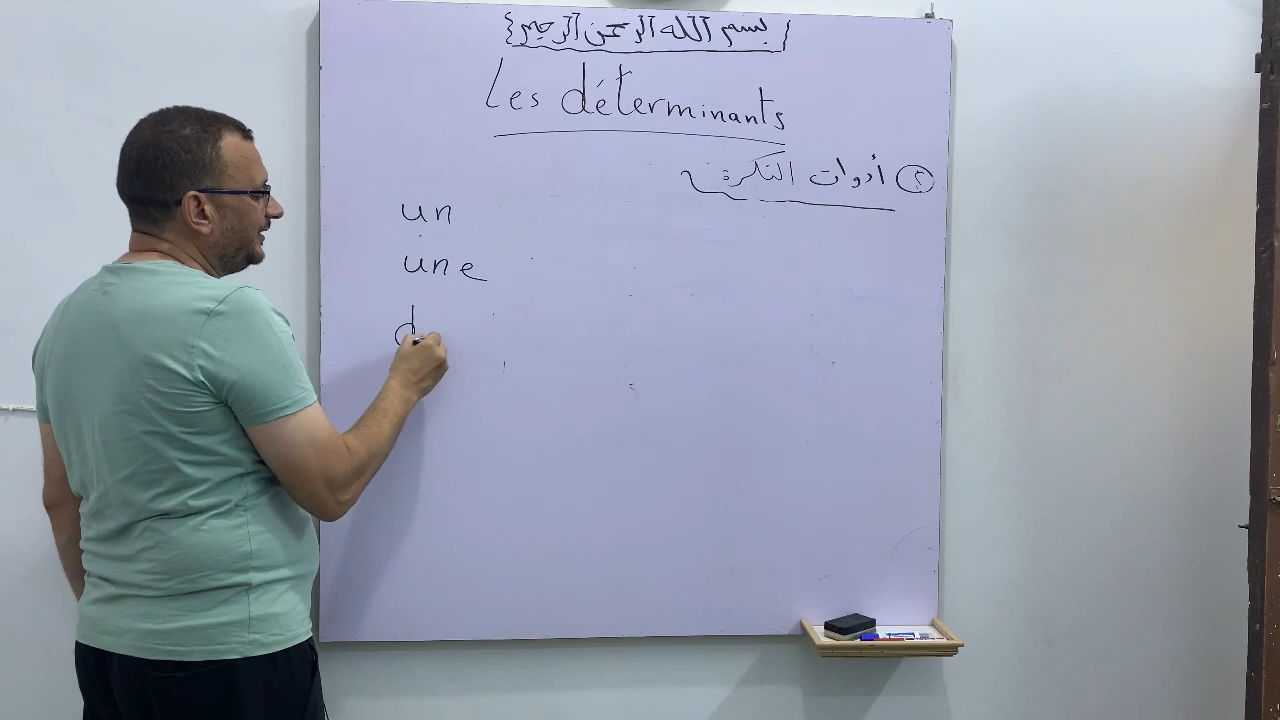 {بسم الله الرحمن الرحيم}
Les déterminants
② أدوات النكرة
un
une
d